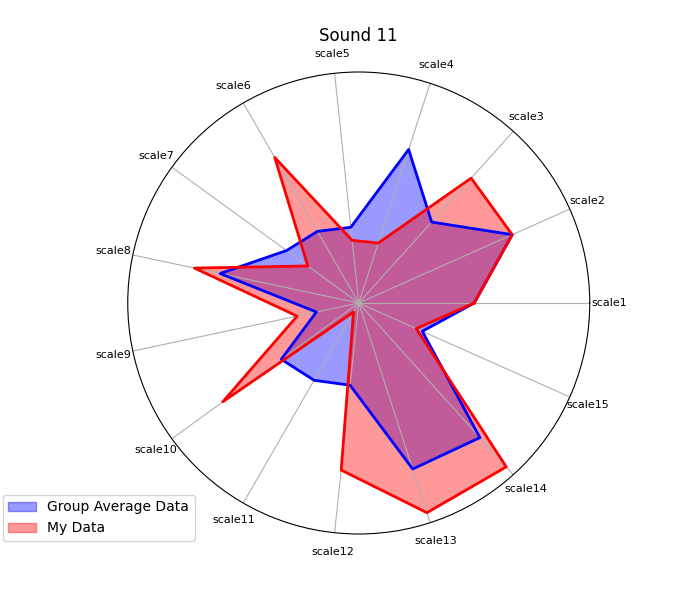 Sound 11
scale5
scale4
scale6
scale3
scale7
scale2
scale8
scale1
scale9
scale15
scale10
scale14
scale11
scale13
scale12
Group Average Data
My Data